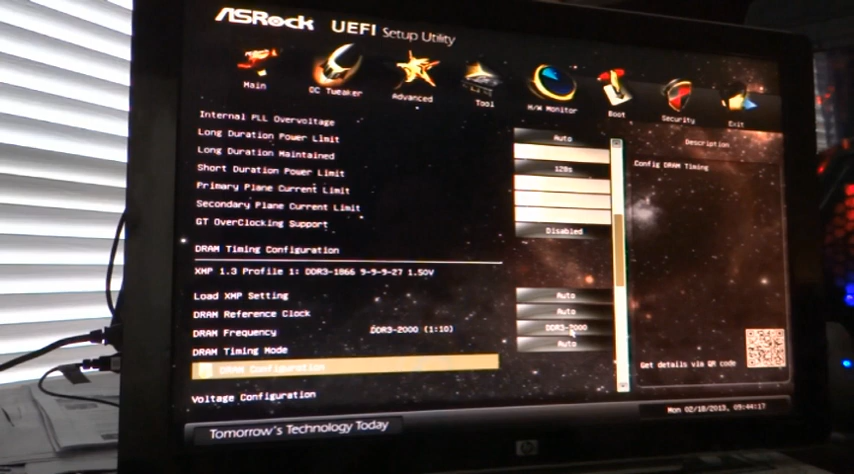 ASRock UEFI Setup Utility
Main OC Tweaker Advanced Tool H/W Monitor Boot Security Exit
Internal PLL Overvoltage Auto
Long Duration Power Limit
Long Duration Maintained 120s
Short Duration Power Limit
Primary Plane Current Limit
Secondary Plane Current Limit
GT OverClocking Support Disabled
DRAM Timing Configuration
XMP 1.3 Profile 1: DDR3-1866 9-9-9-27 1.50V
Load XMP Setting Auto
DRAM Reference Clock Auto
DRAM Frequency DDR3-2000 (1:10) DDR3-2000
DRAM Timing Mode Auto
DRAM Configuration
Voltage Configuration
Description
Config DRAM Timing
Get details via QR code
Tomorrow's Technology Today
Mon 02/18/2013, 09:44:17
hp